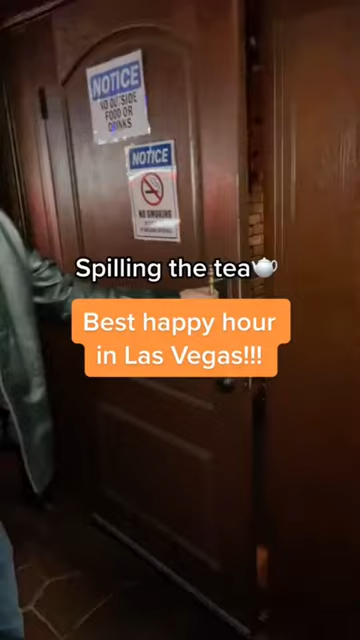 NOTICE
NO OUTSIDE
FOOD OR
DRINKS
NOTICE
NO SMOKING
Spilling the tea🫖
Best happy hour
in Las Vegas!!!